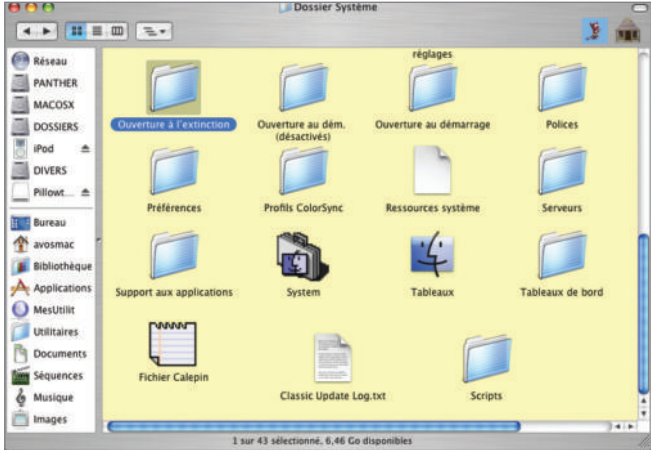 Dossier Système
Réseau
PANTHER
MACOSX
DOSSIERS
iPod
DIVERS
Pillowt...
Bureau
avosmac
Bibliothèque
Applications
MesUtilit
Utilitaires
Documents
Séquences
Musique
Images
réglages
Ouverture à l'extinction
Ouverture au dém.
(désactivés)
Ouverture au démarrage
Polices
Préférences
Profils ColorSync
Ressources système
Serveurs
Support aux applications
System
Tableaux
Tableaux de bord
Fichier Calepin
Classic Update Log.txt
Scripts
1 sur 43 sélectionné, 6,46 Go disponibles